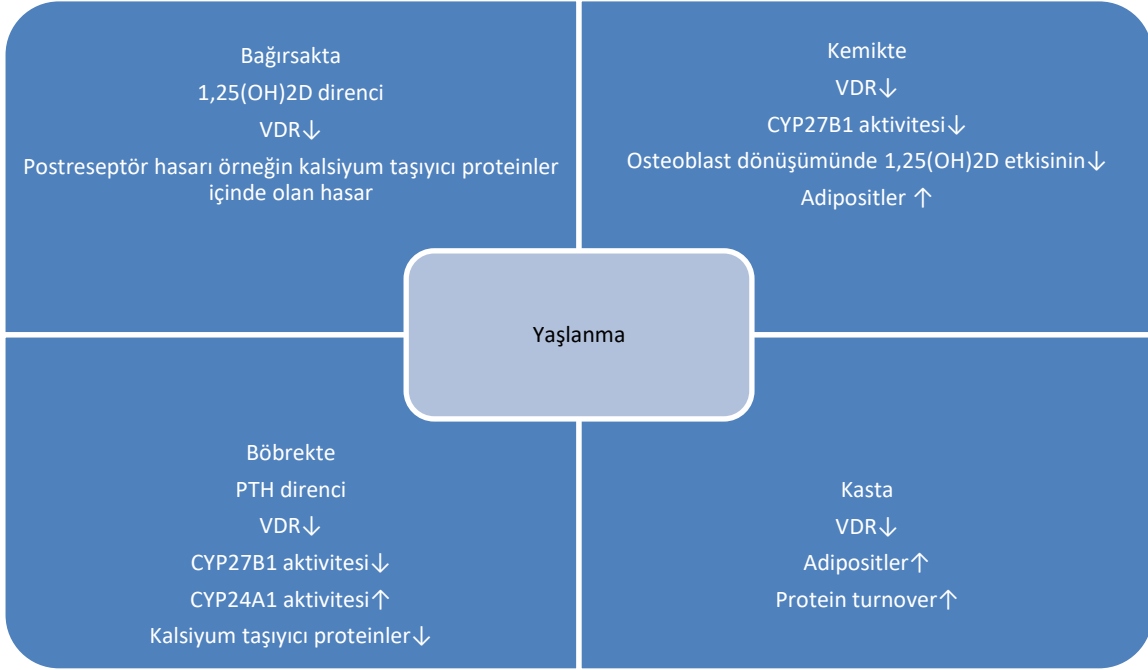 Bağırsakta
1,25(OH)2D direnci
VDR↓
Postreseptör hasarı örneğin kalsiyum taşıyıcı proteinler
içinde olan hasar
Kemikte
VDR↓
CYP27B1 aktivitesi↓
Osteoblast dönüşümünde 1,25(OH)2D etkisinin↓
Adipositler ↑
Yaşlanma
Böbrekte
PTH direnci
VDR↓
CYP27B1 aktivitesi↓
CYP24A1 aktivitesi↑
Kalsiyum taşıyıcı proteinler↓
Kasta
VDR↓
Adipositler↑
Protein turnover↑